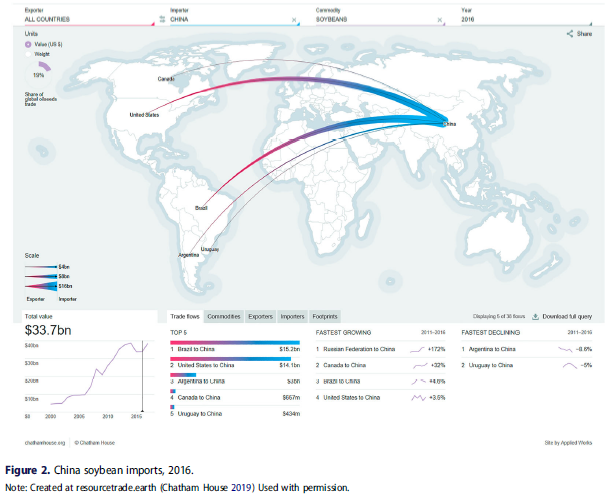 Exporter
ALL COUNTRIES
Importer
CHINA
Commodity
SOYBEANS
Year
2016
Units
Value (US $)
Weight
19%
Share of
global oilseeds
trade
Share
Canada
United States
China
Brazil
Uruguay
Argentina
Scale
$4bn
$8bn
$16bn
Exporter Importer
Total value
$33.7bn
$40bn
$30bn
$20bn
$10bn
$0
2000 2005 2010 2015
Trade flows Commodities Exporters Importers Footprints
Displaying 5 of 36 flows
Download full query
TOP 5
1 Brazil to China $15.2bn
2 United States to China $14.1bn
3 Argentina to China $3bn
4 Canada to China $657m
5 Uruguay to China $434m
FASTEST GROWING 2011–2016
1 Russian Federation to China +172%
2 Canada to China +32%
3 Brazil to China +4.6%
4 United States to China +3.5%
FASTEST DECLINING 2011–2016
1 Argentina to China –8.6%
2 Uruguay to China –5%
chathamhouse.org © Chatham House
Site by Applied Works
Figure 2. China soybean imports, 2016.
Note: Created at resourcetrade.earth (Chatham House 2019) Used with permission.